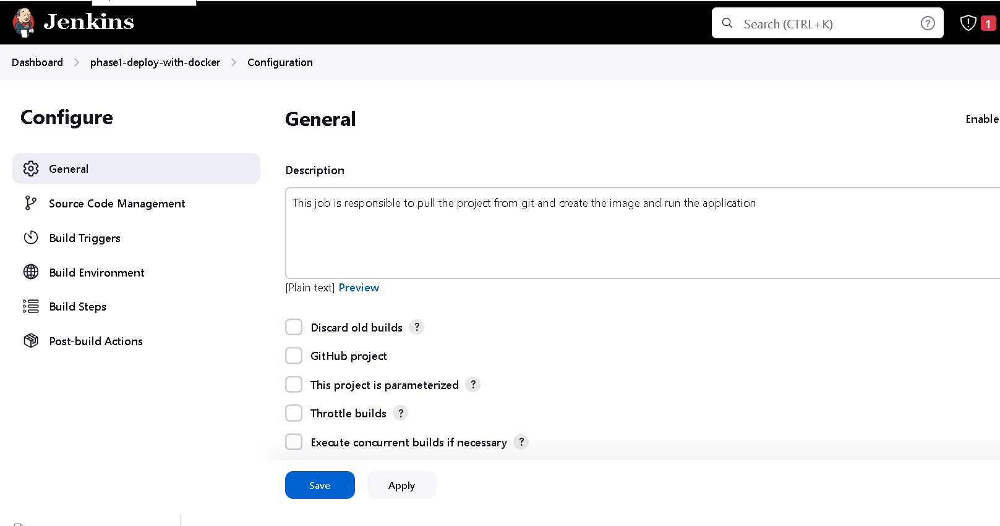 Jenkins
Search (CTRL+K)
?
1
Dashboard
phase1-deploy-with-docker
Configuration
Configure
General
Source Code Management
Build Triggers
Build Environment
Build Steps
Post-build Actions
General
Enable
Description
This job is responsible to pull the project from git and create the image and run the application
[Plain text] Preview
Discard old builds ?
GitHub project
This project is parameterized ?
Throttle builds ?
Execute concurrent builds if necessary ?
Save
Apply